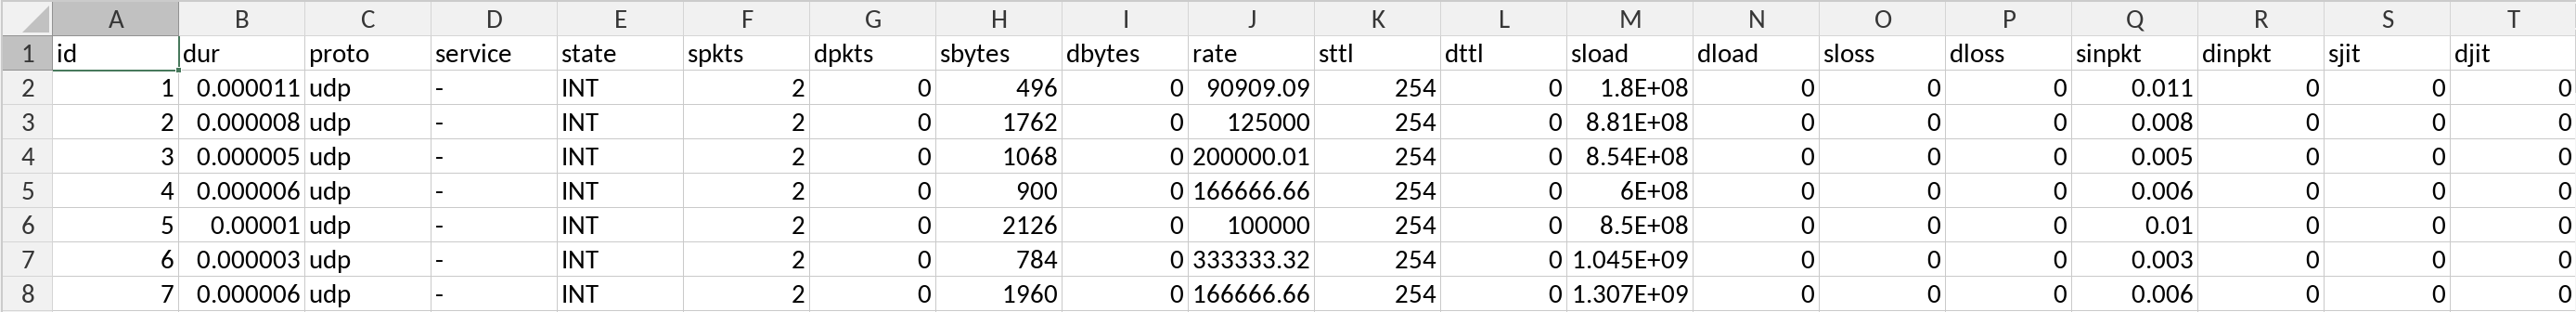 A B C D E F G H I J K L M N O P Q R S T
1 id dur proto service state spkts dpkts sbytes dbytes rate sttl dttl sload dload sloss dloss sinpkt dinpkt sjit djit
2 1 0.000011 udp - INT 2 0 496 0 90909.09 254 0 1.8E+08 0 0 0 0.011 0 0 0
3 2 0.000008 udp - INT 2 0 1762 0 125000 254 0 8.81E+08 0 0 0 0.008 0 0 0
4 3 0.000005 udp - INT 2 0 1068 0 200000.01 254 0 8.54E+08 0 0 0 0.005 0 0 0
5 4 0.000006 udp - INT 2 0 900 0 166666.66 254 0 6E+08 0 0 0 0.006 0 0 0
6 5 0.00001 udp - INT 2 0 2126 0 100000 254 0 8.5E+08 0 0 0 0.01 0 0 0
7 6 0.000003 udp - INT 2 0 784 0 333333.32 254 0 1.045E+09 0 0 0 0.003 0 0 0
8 7 0.000006 udp - INT 2 0 1960 0 166666.66 254 0 1.307E+09 0 0 0 0.006 0 0 0